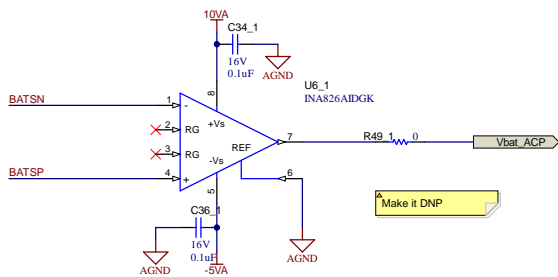 10VA
C34_1
16V
0.1uF
AGND
U6_1
INA826AIDGK
BATSN
1
-
8
+Vs
2
RG
REF
7
R49_1
0
Vbat_ACP
3
RG
-Vs
BATSP
4
+
5
6
Make it DNP
C36_1
16V
0.1uF
AGND
AGND
-5VA